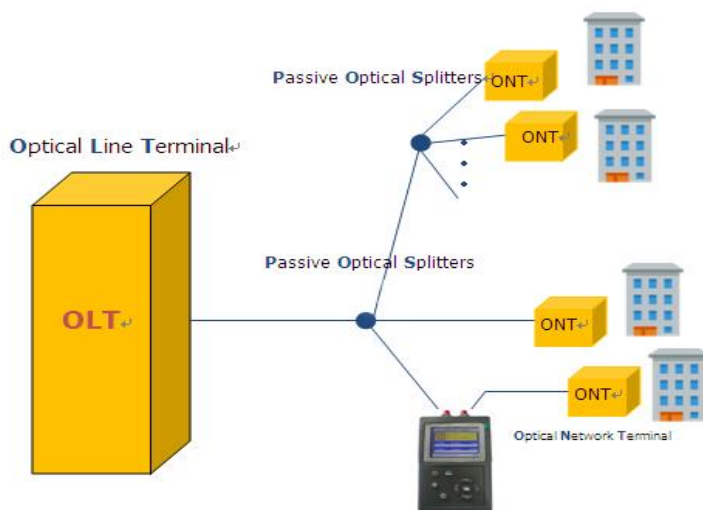 Passive Optical Splitters
ONT
ONT
Optical Line Terminal
Passive Optical Splitters
OLT
ONT
ONT
Optical Network Terminal